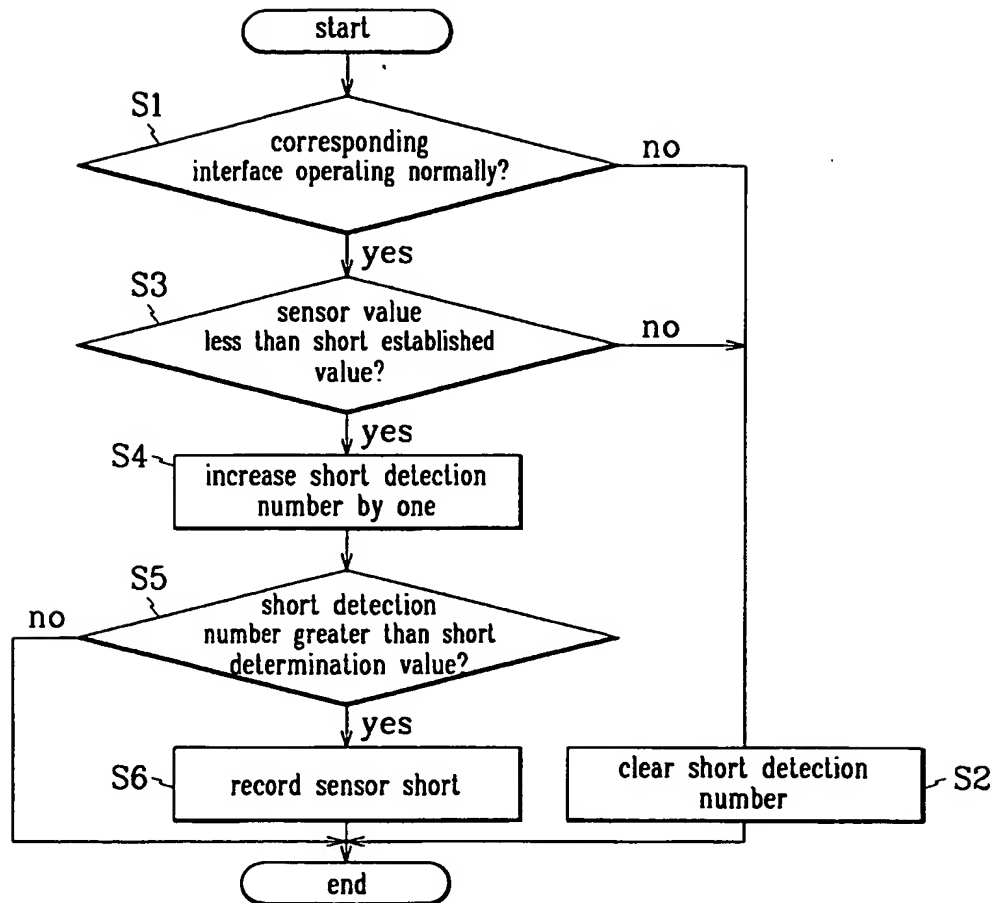 start
S1
corresponding
interface operating normally?
no
yes
S3
sensor value
less than short established
value?
no
yes
S4
increase short detection
number by one
S5
short detection
number greater than short
determination value?
no
yes
S6
record sensor short
clear short detection
number
S2
end